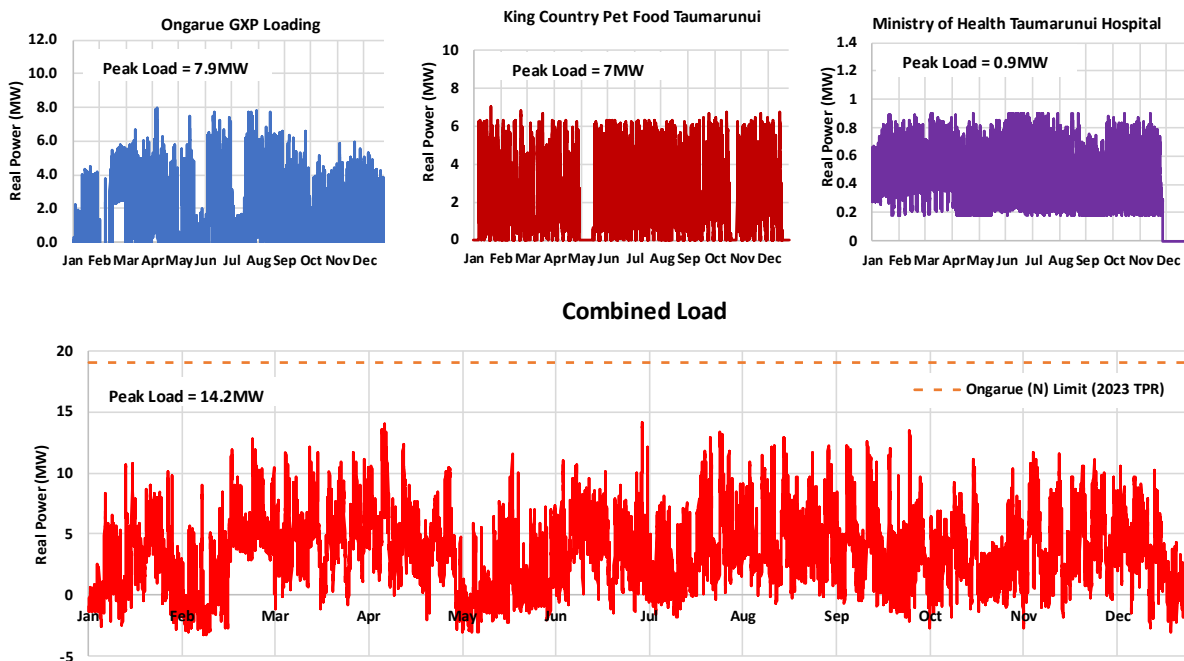 Ongarue GXP Loading
12.0
10.0
8.0
6.0
4.0
2.0
0.0
Real Power (MW)
Peak Load = 7.9MW
Jan Feb Mar Apr May Jun Jul Aug Sep Oct Nov Dec
King Country Pet Food Taumarunui
10
8
6
4
2
0
Real Power (MW)
Peak Load = 7MW
Jan Feb Mar Apr May Jun Jul Aug Sep Oct Nov Dec
Ministry of Health Taumarunui Hospital
1.4
1.2
1
0.8
0.6
0.4
0.2
0
Real Power (MW)
Peak Load = 0.9MW
Jan Feb Mar Apr May Jun Jul Aug Sep Oct Nov Dec
Combined Load
20
15
10
5
0
-5
Real Power (MW)
Peak Load = 14.2MW
Ongarue (N) Limit (2023 TPR)
Jan Feb Mar Apr May Jun Jul Aug Sep Oct Nov Dec